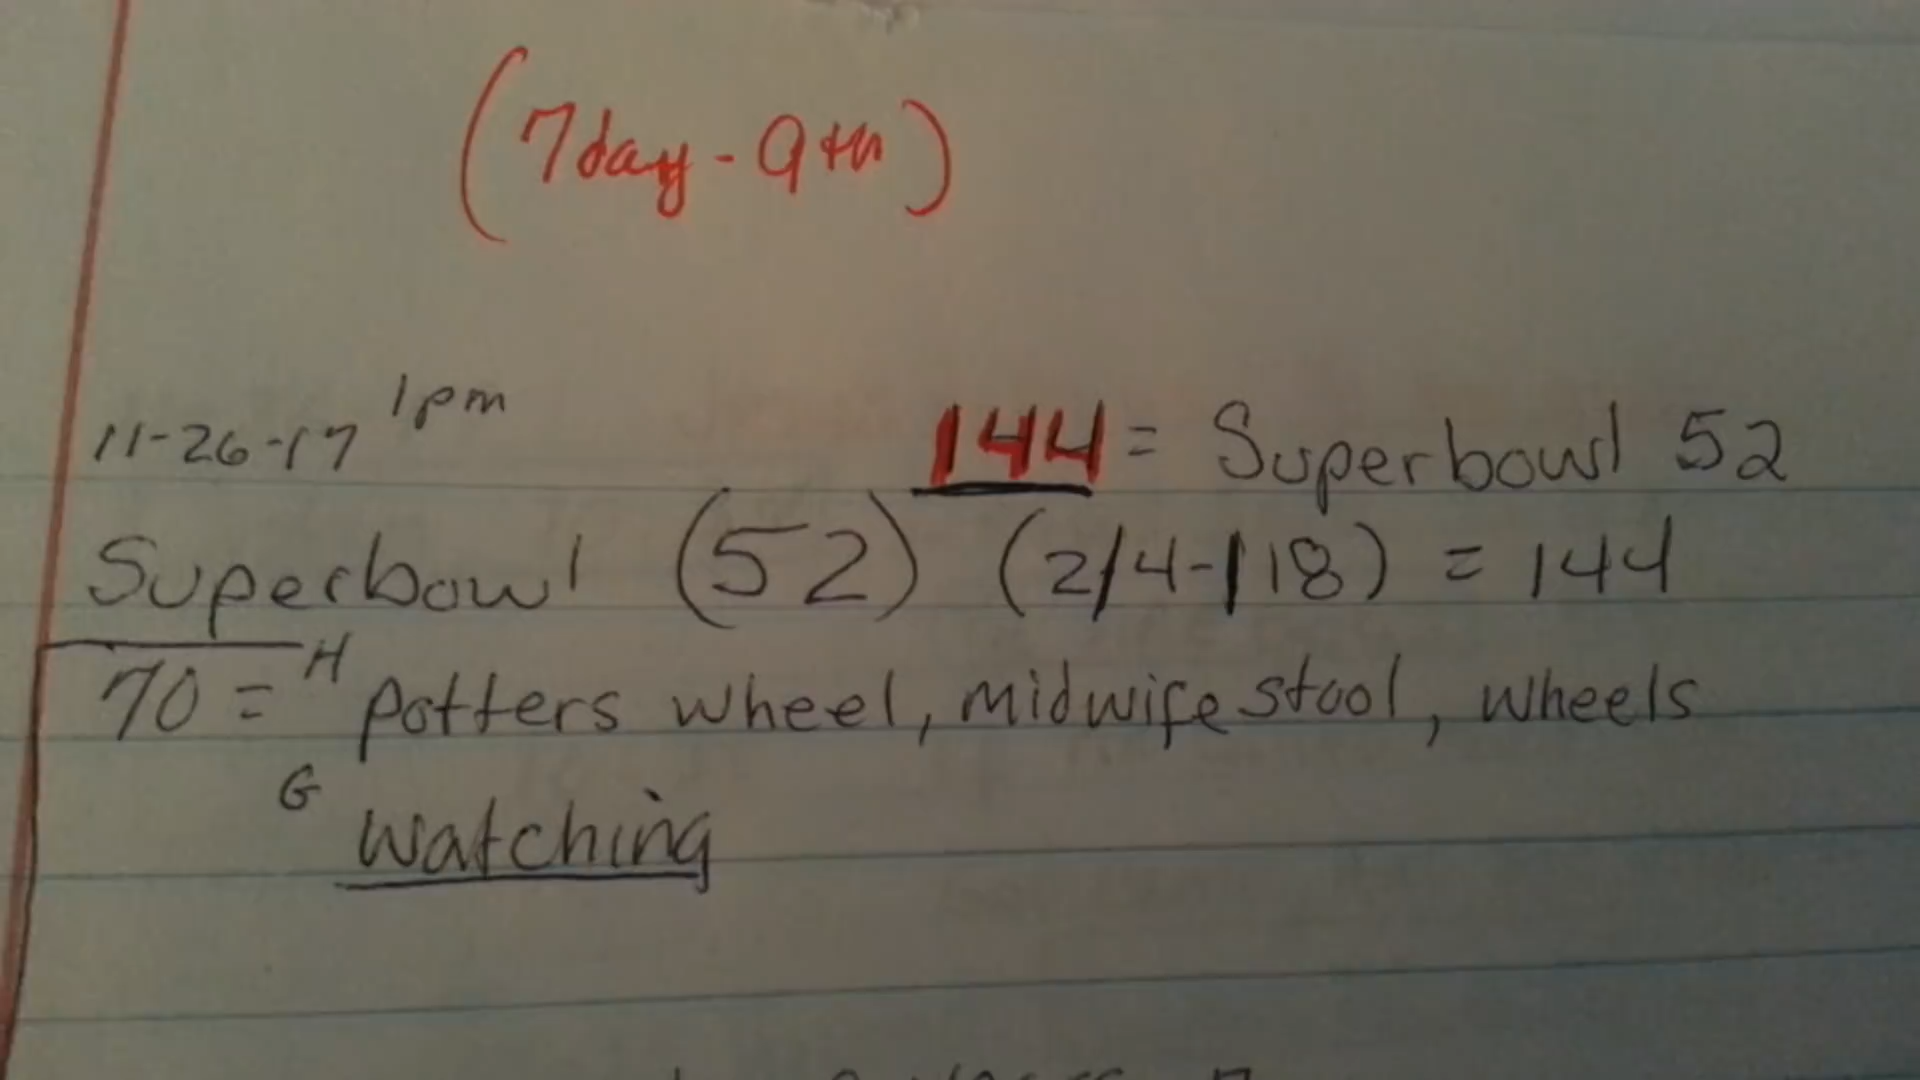 (7day - 9th)
11-26-17 1pm
144 = Superbowl 52
Superbowl (52) (2/4-118) = 144
70 = H potters wheel, midwife stool, wheels
G watching